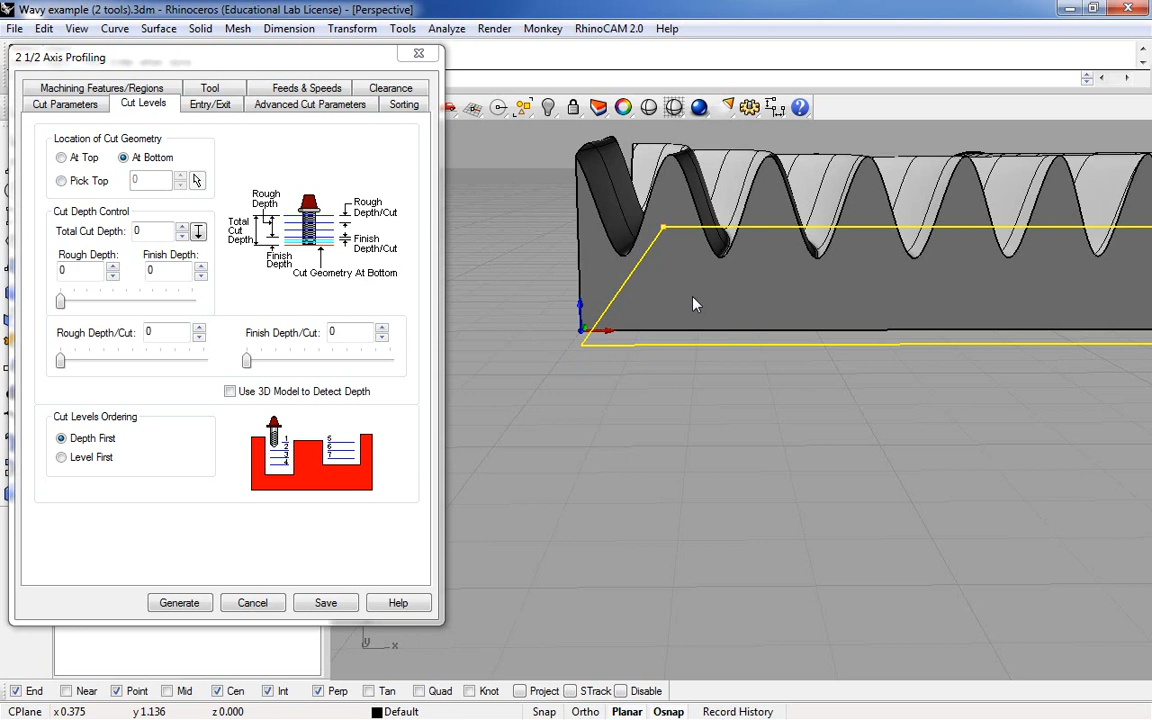 Wavy example (2 tools).3dm - Rhinoceros (Educational Lab License) - [Perspective]
File Edit View Curve Surface Solid Mesh Dimension Transform Tools Analyze Render Monkey RhinoCAM 2.0 Help
2 1/2 Axis Profiling
Machining Features/Regions Tool Feeds & Speeds Clearance
Cut Parameters Cut Levels Entry/Exit Advanced Cut Parameters Sorting
Location of Cut Geometry
At Top At Bottom
Pick Top 0
Cut Depth Control
Total Cut Depth: 0
Rough Depth: Finish Depth:
0 0
Rough Depth
Total Cut Depth
Finish Depth
Rough Depth/Cut
Finish Depth/Cut
Cut Geometry At Bottom
Rough Depth/Cut: 0 Finish Depth/Cut: 0
Use 3D Model to Detect Depth
Cut Levels Ordering
Depth First
Level First
1 5
2 6
3 7
4
Generate Cancel Save Help
y x
End Near Point Mid Cen Int Perp Tan Quad Knot Project STrack Disable
CPlane x 0.375 y 1.136 z 0.000 Default Snap Ortho Planar Osnap Record History